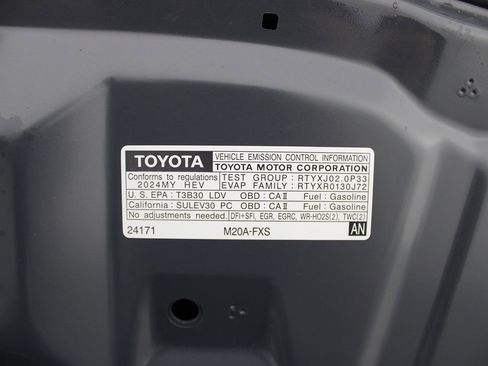 TOYOTA VEHICLE EMISSION CONTROL INFORMATION
TOYOTA MOTOR CORPORATION
Conforms to regulations TEST GROUP : RTYXJ02.0P33
2024MY HEV EVAP FAMILY : RTYXR0130J72
U.S. EPA : T3B30 LDV OBD : CAⅡ Fuel : Gasoline
California : SULEV30 PC OBD : CAⅡ Fuel : Gasoline
No adjustments needed. DFI+SFI, EGR, EGRC, WR-HO2S(2), TWC(2)
24171 M20A-FXS AN